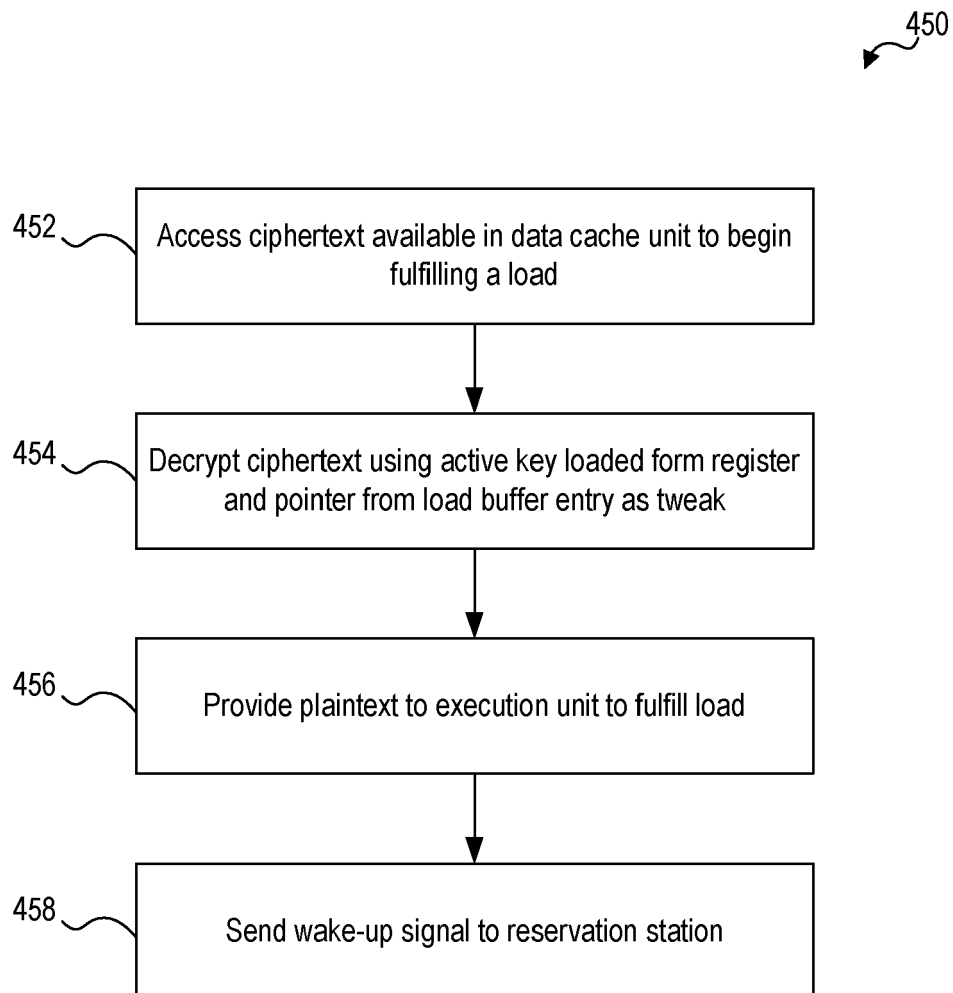 450
452
Access ciphertext available in data cache unit to begin
fulfilling a load
454
Decrypt ciphertext using active key loaded form register
and pointer from load buffer entry as tweak
456
Provide plaintext to execution unit to fulfill load
458
Send wake-up signal to reservation station